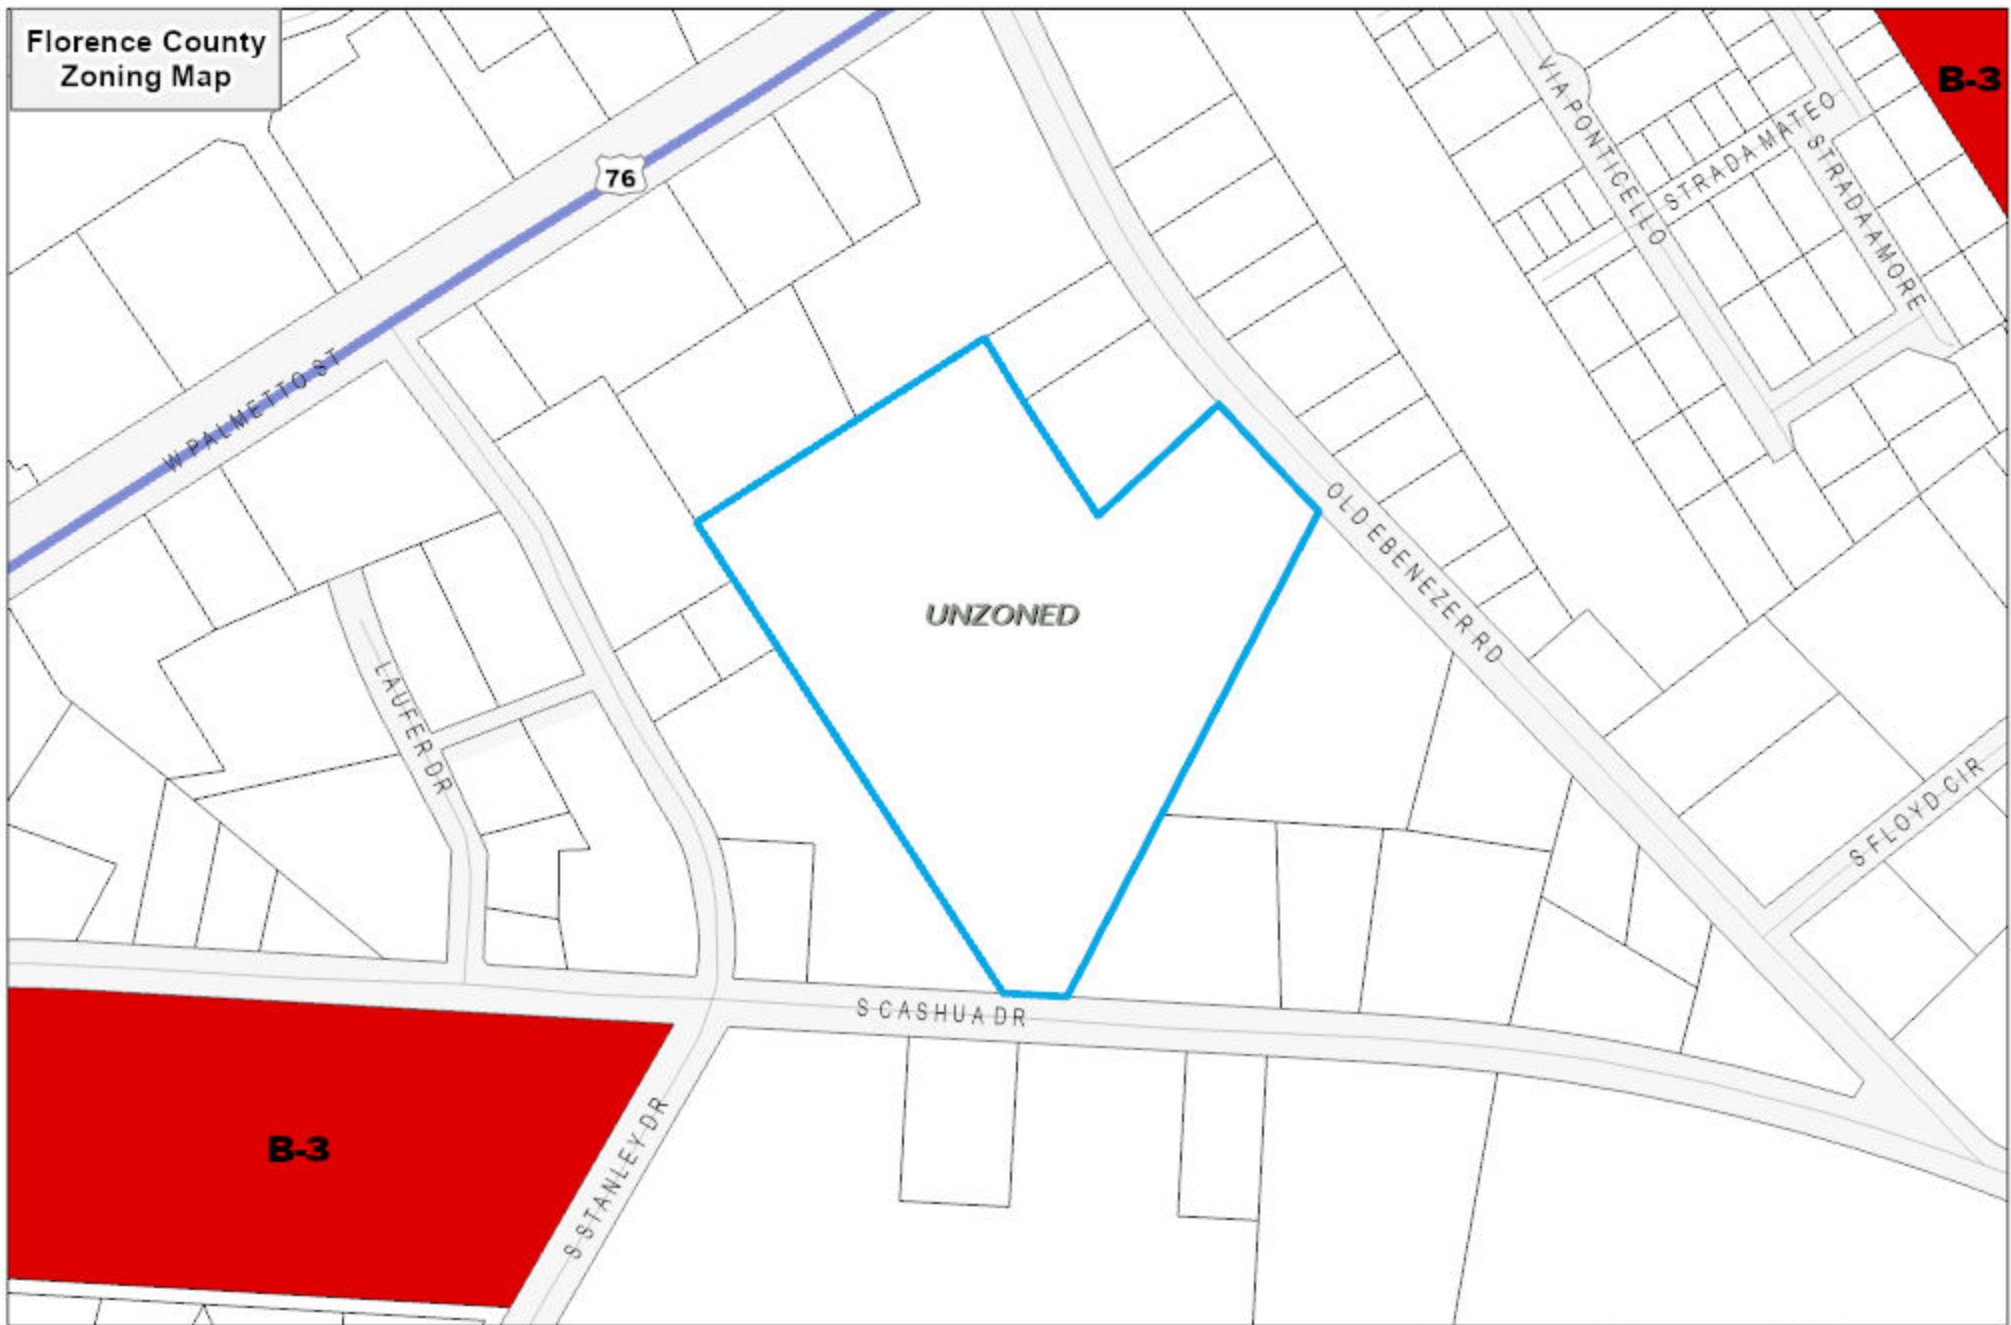 Florence County
Zoning Map
B-3
VIA PONTICELLO
STRADA MATEO
STRADA AMORE
76
W PALMETTO ST
OLD EBENEZER RD
UNZONED
LAUFER DR
S FLOYD CIR
S CASHUA DR
B-3
S STANLEY DR